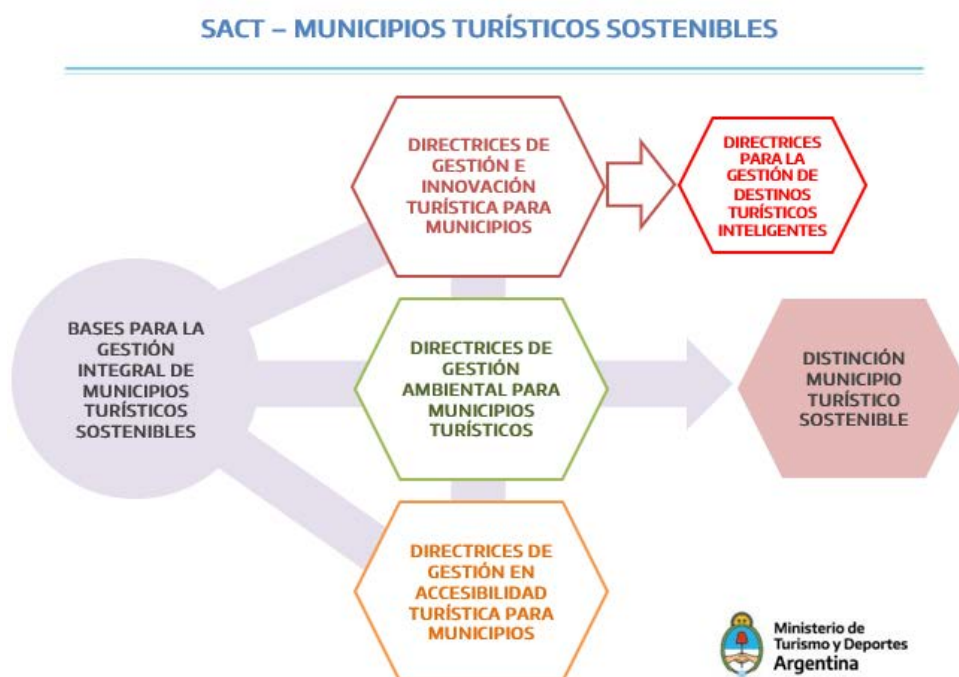 SACT – MUNICIPIOS TURÍSTICOS SOSTENIBLES
DIRECTRICES DE
GESTIÓN E
INNOVACIÓN
TURÍSTICA PARA
MUNICIPIOS
DIRECTRICES
PARA LA
GESTIÓN DE
DESTINOS
TURÍSTICOS
INTELIGENTES
BASES PARA LA
GESTIÓN
INTEGRAL DE
MUNICIPIOS
TURÍSTICOS
SOSTENIBLES
DIRECTRICES DE
GESTIÓN
AMBIENTAL PARA
MUNICIPIOS
TURÍSTICOS
DISTINCIÓN
MUNICIPIO
TURÍSTICO
SOSTENIBLE
DIRECTRICES DE
GESTIÓN EN
ACCESIBILIDAD
TURÍSTICA PARA
MUNICIPIOS
Ministerio de
Turismo y Deportes
Argentina